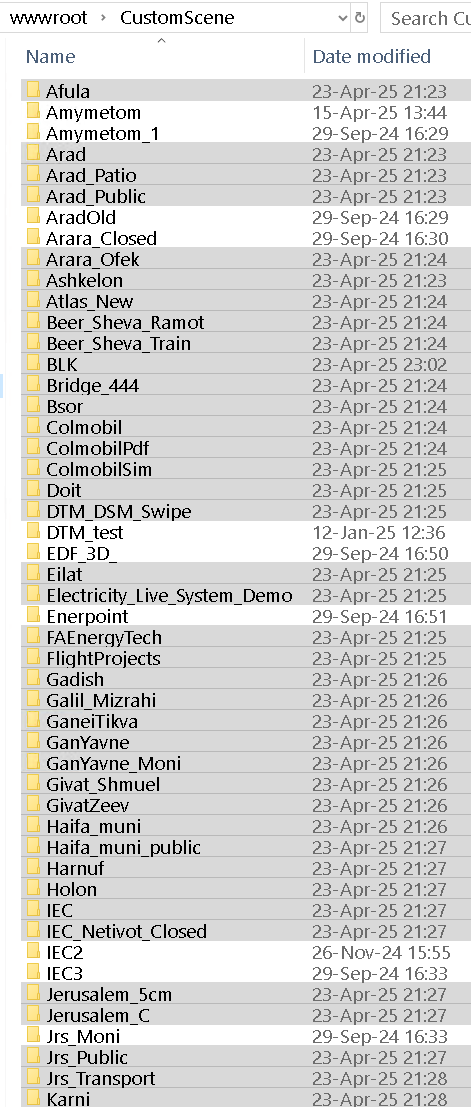 wwwroot > CustomScene Search Cu
Name Date modified
Afula 23-Apr-25 21:23
Amymetom 15-Apr-25 13:44
Amymetom_1 29-Sep-24 16:29
Arad 23-Apr-25 21:23
Arad_Patio 23-Apr-25 21:23
Arad_Public 23-Apr-25 21:23
AradOld 29-Sep-24 16:29
Arara_Closed 29-Sep-24 16:30
Arara_Ofek 23-Apr-25 21:24
Ashkelon 23-Apr-25 21:23
Atlas_New 23-Apr-25 21:24
Beer_Sheva_Ramot 23-Apr-25 21:24
Beer_Sheva_Train 23-Apr-25 21:24
BLK 23-Apr-25 23:02
Bridge_444 23-Apr-25 21:24
Bsor 23-Apr-25 21:24
Colmobil 23-Apr-25 21:24
ColmobilPdf 23-Apr-25 21:24
ColmobilSim 23-Apr-25 21:25
Doit 23-Apr-25 21:25
DTM_DSM_Swipe 23-Apr-25 21:25
DTM_test 12-Jan-25 12:36
EDF_3D_ 29-Sep-24 16:50
Eilat 23-Apr-25 21:25
Electricity_Live_System_Demo 23-Apr-25 21:25
Enerpoint 29-Sep-24 16:51
FAEnergyTech 23-Apr-25 21:25
FlightProjects 23-Apr-25 21:25
Gadish 23-Apr-25 21:26
Galil_Mizrahi 23-Apr-25 21:26
GaneiTikva 23-Apr-25 21:26
GanYavne 23-Apr-25 21:26
GanYavne_Moni 23-Apr-25 21:26
Givat_Shmuel 23-Apr-25 21:26
GivatZeev 23-Apr-25 21:26
Haifa_muni 23-Apr-25 21:26
Haifa_muni_public 23-Apr-25 21:27
Harnuf 23-Apr-25 21:27
Holon 23-Apr-25 21:27
IEC 23-Apr-25 21:27
IEC_Netivot_Closed 23-Apr-25 21:27
IEC2 26-Nov-24 15:55
IEC3 29-Sep-24 16:33
Jerusalem_5cm 23-Apr-25 21:27
Jerusalem_C 23-Apr-25 21:27
Jrs_Moni 29-Sep-24 16:33
Jrs_Public 23-Apr-25 21:27
Jrs_Transport 23-Apr-25 21:28
Karni 23-Apr-25 21:28